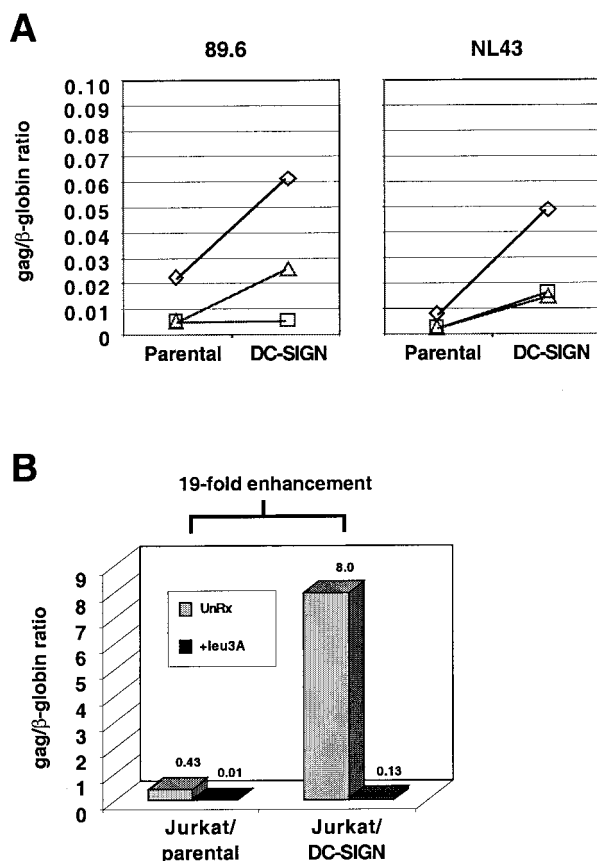 A
89.6
NL43
gag/β-globin ratio
0.10
0.09
0.08
0.07
0.06
0.05
0.04
0.03
0.02
0.01
0
Parental
DC-SIGN
Parental
DC-SIGN
B
19-fold enhancement
gag/β-globin ratio
9
8
7
6
5
4
3
2
1
0
UnRx
+leu3A
0.43
0.01
8.0
0.13
Jurkat/
parental
Jurkat/
DC-SIGN